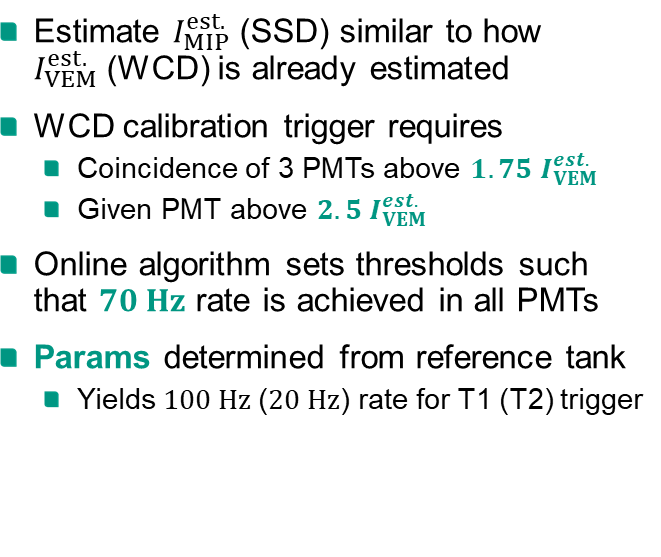 Estimate I_MIP^est. (SSD) similar to how
I_VEM^est. (WCD) is already estimated
WCD calibration trigger requires
Coincidence of 3 PMTs above 1.75 I_VEM^est.
Given PMT above 2.5 I_VEM^est.
Online algorithm sets thresholds such
that 70 Hz rate is achieved in all PMTs
Params determined from reference tank
Yields 100 Hz (20 Hz) rate for T1 (T2) trigger